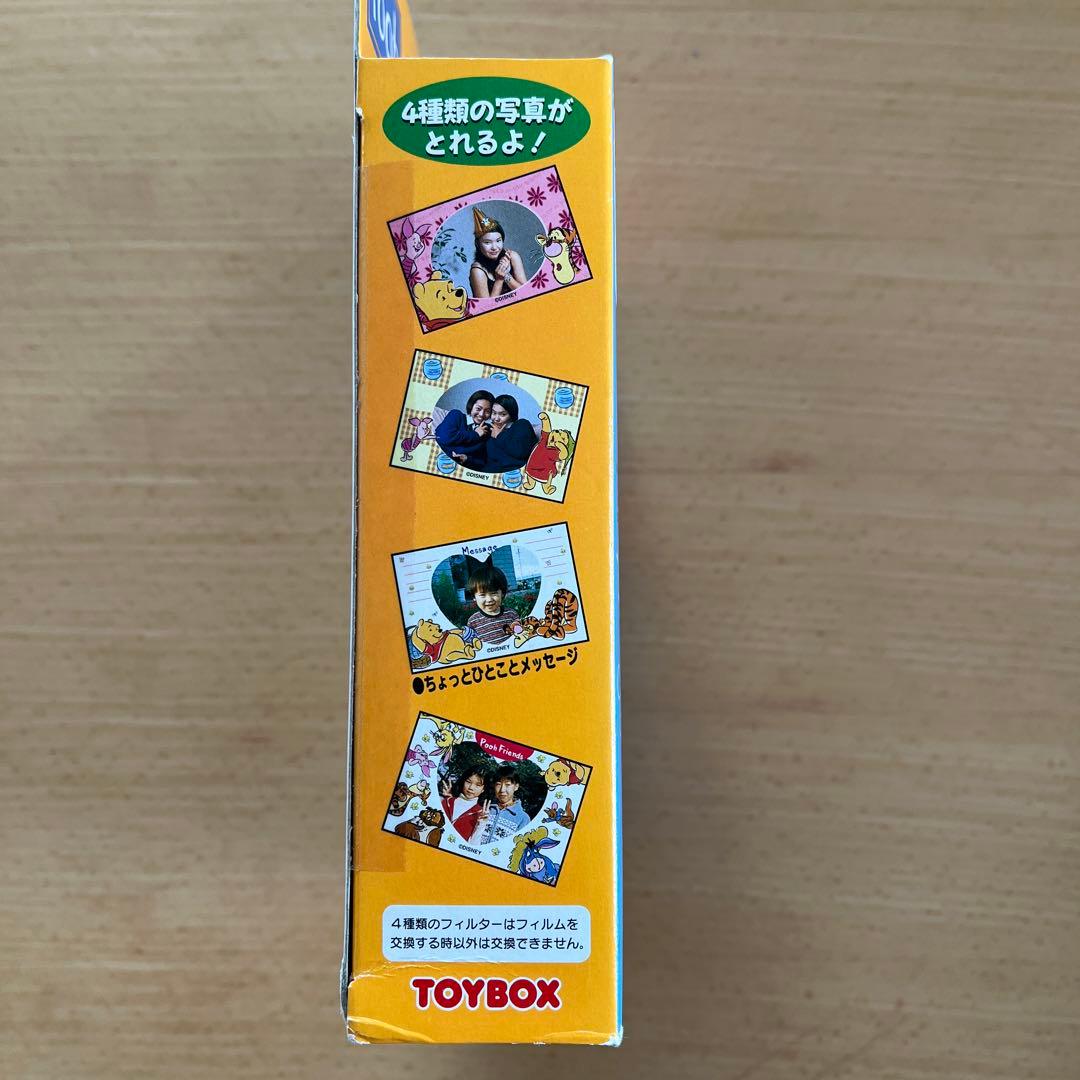 4種類の写真が
とれるよ！
©DISNEY
©DISNEY
Message
©DISNEY
●ちょっとひとことメッセージ
Pooh Friends
©DISNEY
4種類のフィルターはフィルムを
交換する時以外は交換できません。
TOYBOX